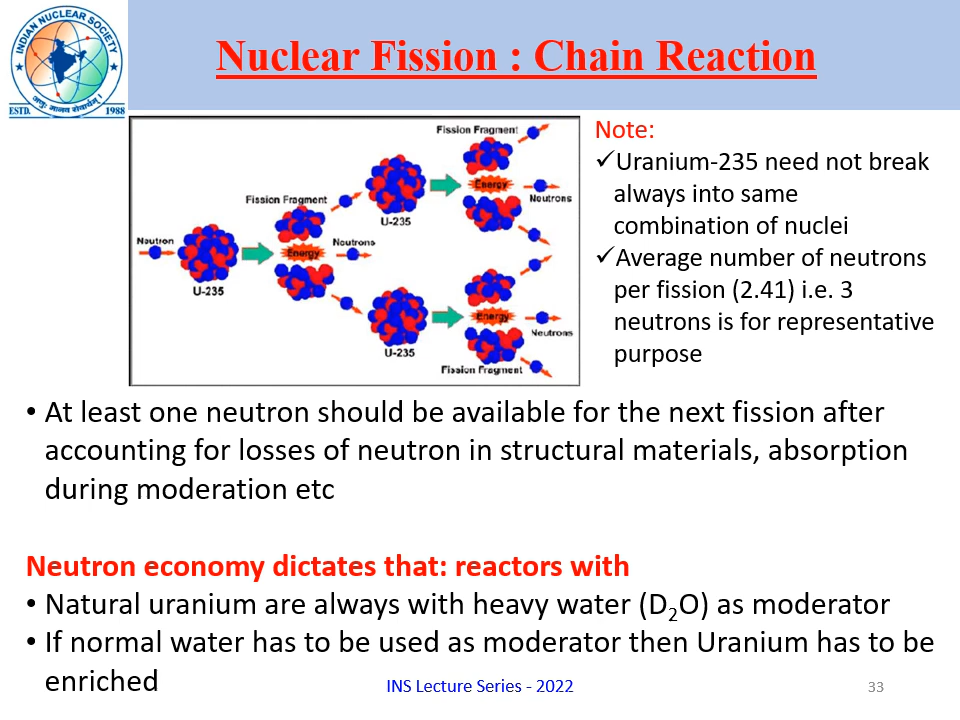 INDIAN NUCLEAR SOCIETY
ESTD. 1988
Nuclear Fission : Chain Reaction
Neutron
U-235
Fission Fragment
Energy
Neutrons
U-235
Fission Fragment
Energy
Neutrons
U-235
Energy
Neutrons
Fission Fragment
Note:
✓Uranium-235 need not break
always into same
combination of nuclei
✓Average number of neutrons
per fission (2.41) i.e. 3
neutrons is for representative
purpose
• At least one neutron should be available for the next fission after
accounting for losses of neutron in structural materials, absorption
during moderation etc
Neutron economy dictates that: reactors with
• Natural uranium are always with heavy water (D₂O) as moderator
• If normal water has to be used as moderator then Uranium has to be
enriched
INS Lecture Series - 2022
33